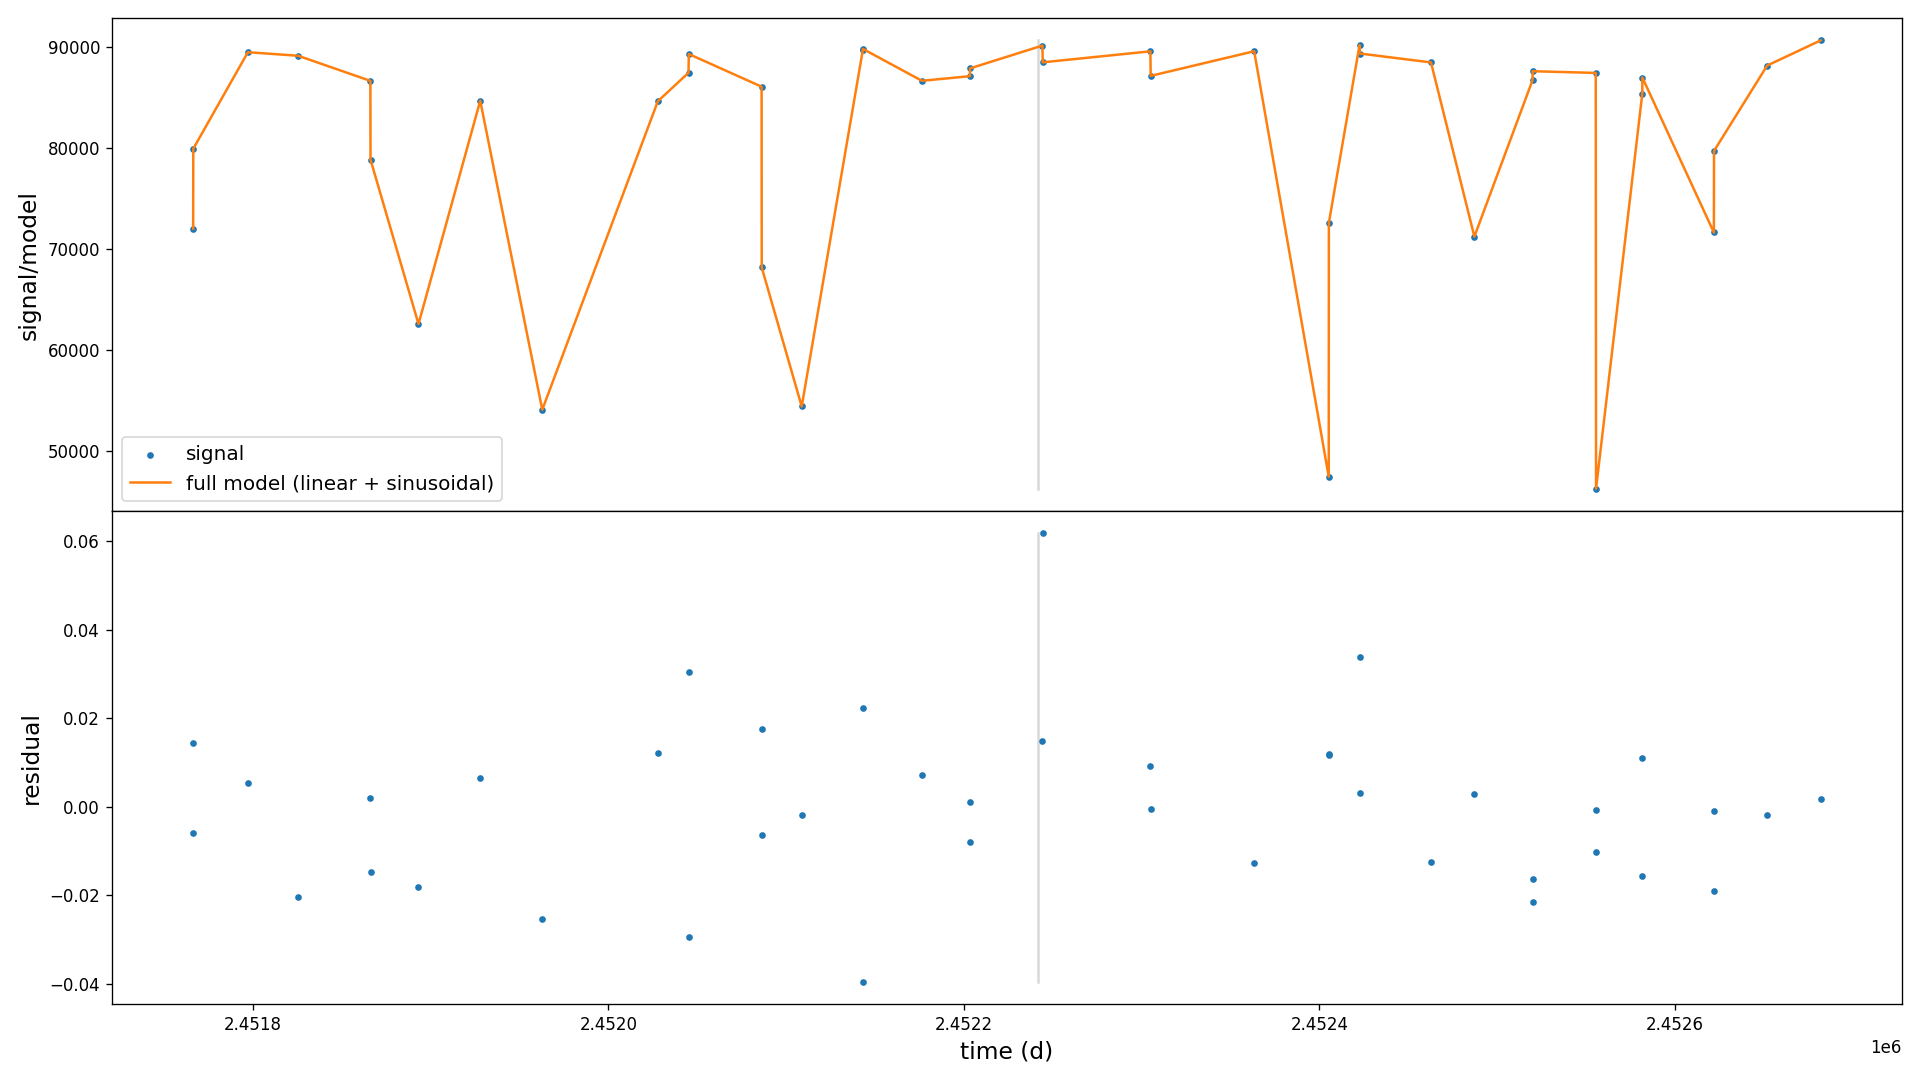 90000
80000
70000
60000
50000
signal/model
signal
full model (linear + sinusoidal)
0.06
0.04
0.02
0.00
−0.02
−0.04
residual
2.4518
2.4520
2.4522
2.4524
2.4526
time (d)
1e6